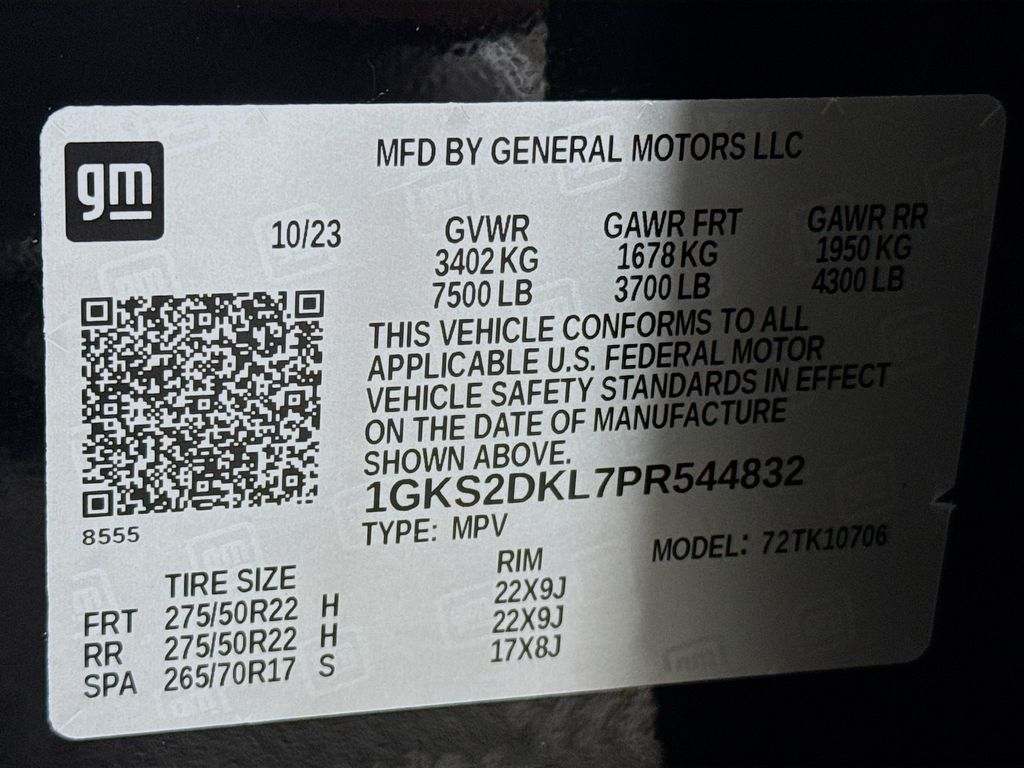 gm
MFD BY GENERAL MOTORS LLC
10/23
GVWR GAWR FRT GAWR RR
3402 KG 1678 KG 1950 KG
7500 LB 3700 LB 4300 LB
THIS VEHICLE CONFORMS TO ALL
APPLICABLE U.S. FEDERAL MOTOR
VEHICLE SAFETY STANDARDS IN EFFECT
ON THE DATE OF MANUFACTURE
SHOWN ABOVE.
1GKS2DKL7PR544832
8555
TYPE: MPV MODEL: 72TK10706
TIRE SIZE RIM
FRT 275/50R22 H 22X9J
RR 275/50R22 H 22X9J
SPA 265/70R17 S 17X8J